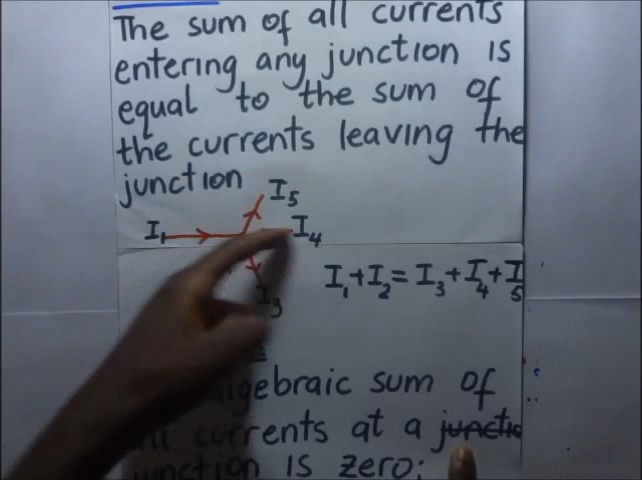 The sum of all currents
entering any junction is
equal to the sum of
the currents leaving the
junction
I5
I1 I4
I1+I2=I3+I4+I5
I3
algebraic sum of
currents at a junctio
junction is zero: